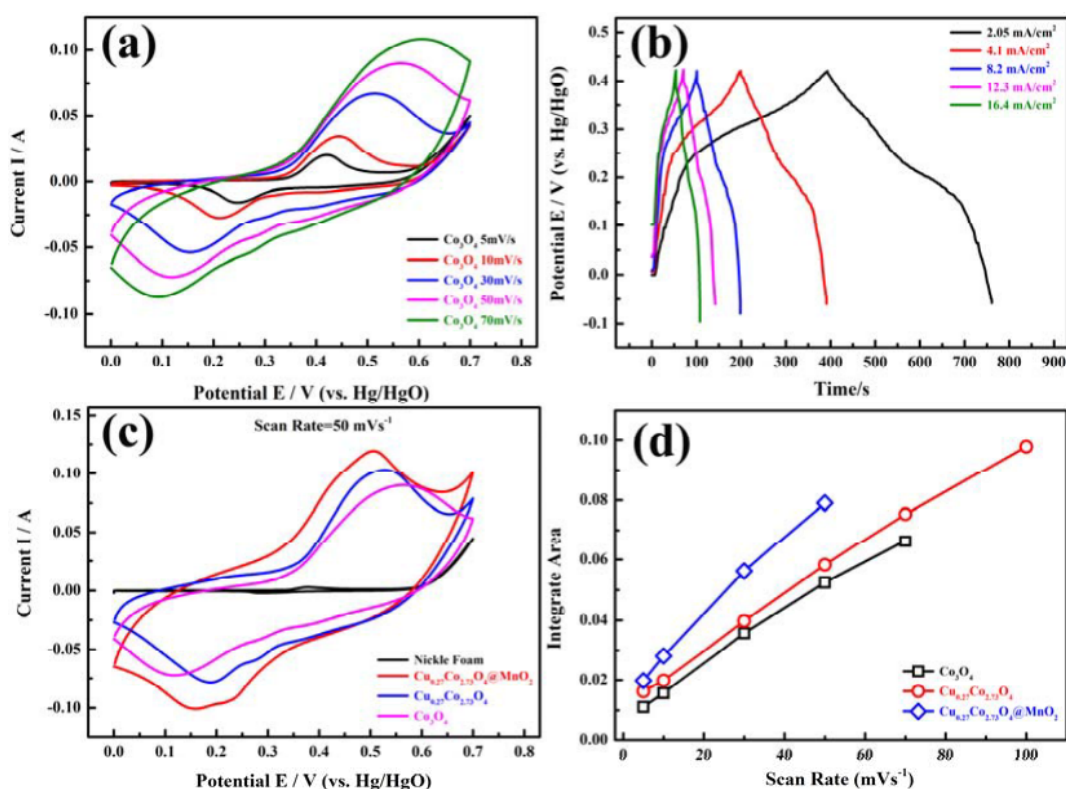 (a)
0.10
0.05
0.00
-0.05
-0.10
Current I / A
Co₃O₄ 5mV/s
Co₃O₄ 10mV/s
Co₃O₄ 30mV/s
Co₃O₄ 50mV/s
Co₃O₄ 70mV/s
0.0 0.1 0.2 0.3 0.4 0.5 0.6 0.7 0.8
Potential E / V (vs. Hg/HgO)
(b)
0.5
0.4
0.3
0.2
0.1
0.0
-0.1
Potential E / V (vs. Hg/HgO)
2.05 mA/cm²
4.1 mA/cm²
8.2 mA/cm²
12.3 mA/cm²
16.4 mA/cm²
0 100 200 300 400 500 600 700 800 900
Time/s
(c)
Scan Rate=50 mVs⁻¹
0.15
0.10
0.05
0.00
-0.05
-0.10
Current I / A
Nickle Foam
Cu₀.₂₇Co₂.₇₃O₄@MnO₂
Cu₀.₂₇Co₂.₇₃O₄
Co₃O₄
0.0 0.1 0.2 0.3 0.4 0.5 0.6 0.7 0.8
Potential E / V (vs. Hg/HgO)
(d)
0.10
0.08
0.06
0.04
0.02
0.00
Integrate Area
Co₃O₄
Cu₀.₂₇Co₂.₇₃O₄
Cu₀.₂₇Co₂.₇₃O₄@MnO₂
0 20 40 60 80 100
Scan Rate (mVs⁻¹)